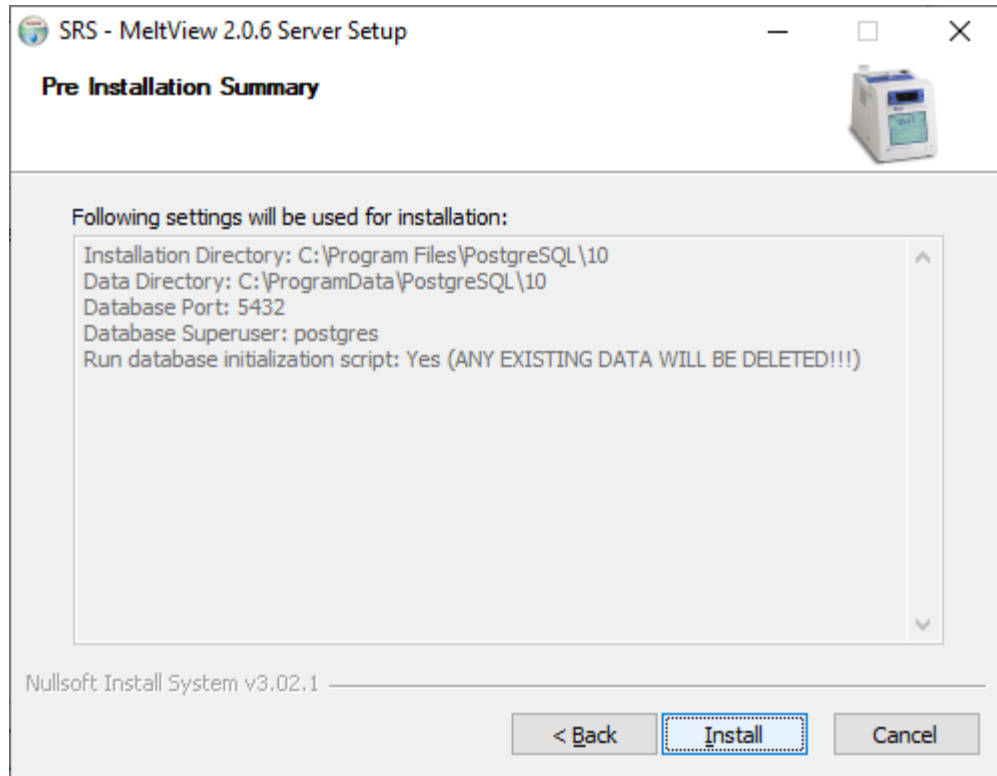 SRS - MeltView 2.0.6 Server Setup
Pre Installation Summary
Following settings will be used for installation:
Installation Directory: C:\Program Files\PostgreSQL\10
Data Directory: C:\ProgramData\PostgreSQL\10
Database Port: 5432
Database Superuser: postgres
Run database initialization script: Yes (ANY EXISTING DATA WILL BE DELETED!!!)
Nullsoft Install System v3.02.1
< Back Install Cancel